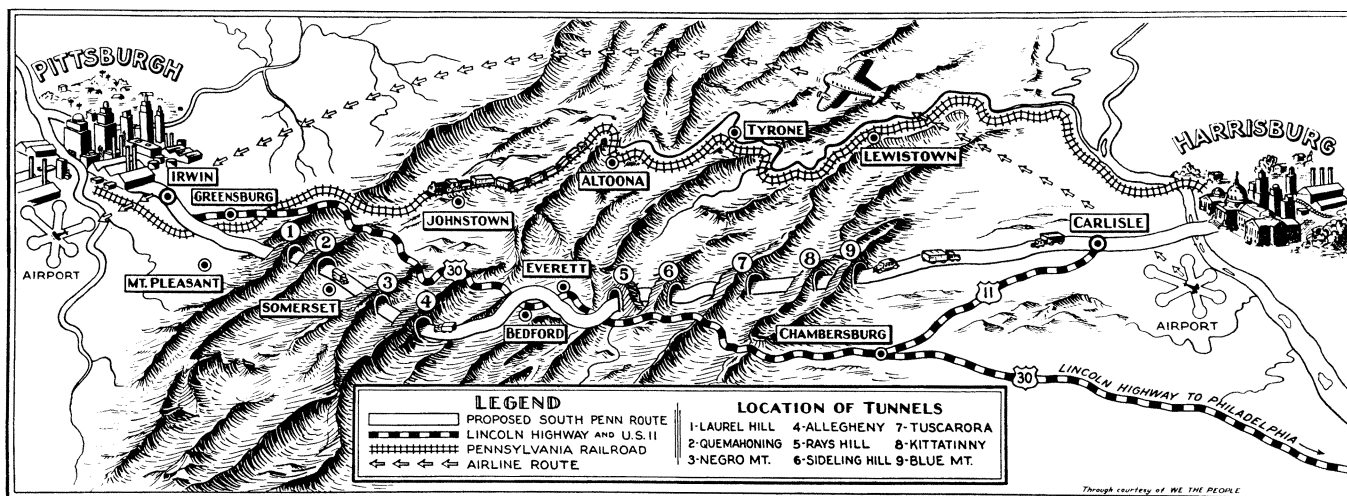 PITTSBURGH
HARRISBURG
TYRONE
LEWISTOWN
IRWIN
ALTOONA
GREENSBURG
JOHNSTOWN
CARLISLE
1
2
3
4
5
6
7
8
9
30
EVERETT
AIRPORT
MT. PLEASANT
SOMERSET
11
BEDFORD
CHAMBERSBURG
AIRPORT
30
LINCOLN HIGHWAY TO PHILADELPHIA
LEGEND
PROPOSED SOUTH PENN ROUTE
LINCOLN HIGHWAY AND U.S. 11
PENNSYLVANIA RAILROAD
AIRLINE ROUTE
LOCATION OF TUNNELS
1-LAUREL HILL 4-ALLEGHENY 7-TUSCARORA
2-QUEMAHONING 5-RAYS HILL 8-KITTATINNY
3-NEGRO MT. 6-SIDELING HILL 9-BLUE MT.
Through courtesy of WE THE PEOPLE